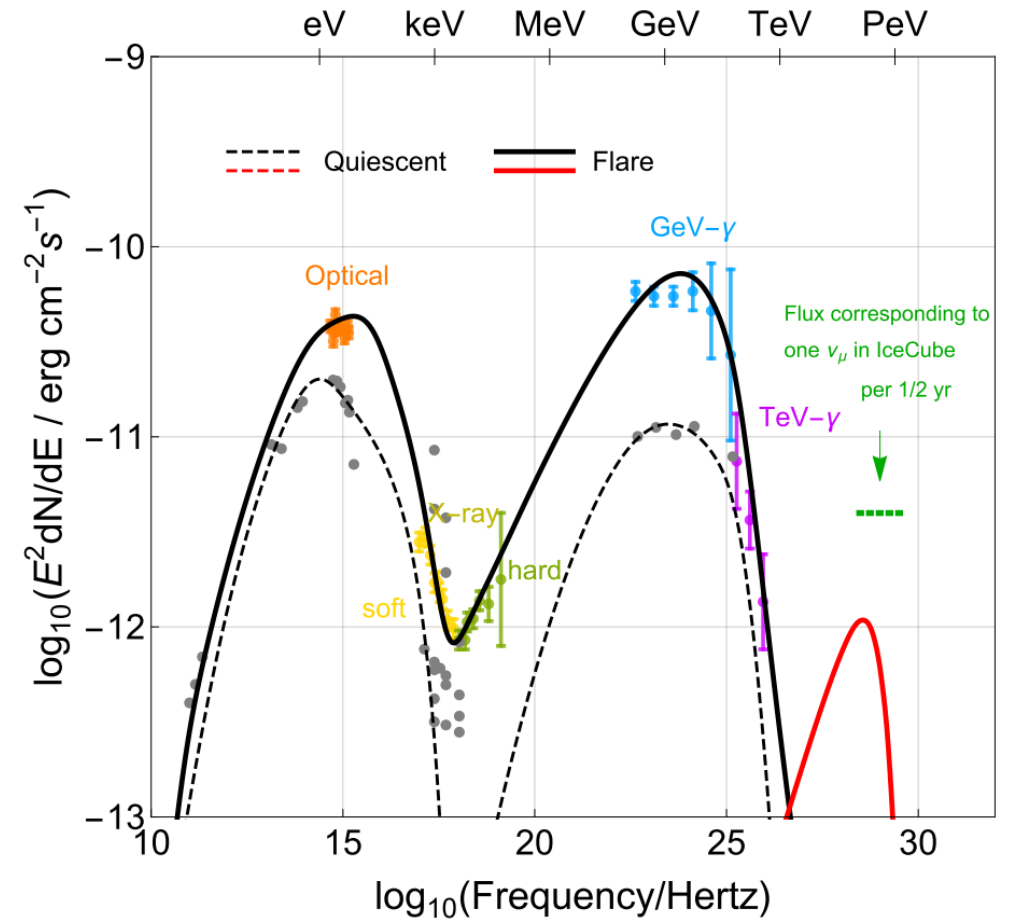 eV keV MeV GeV TeV PeV
−9
Quiescent Flare
GeV−γ
−10
Optical
Flux corresponding to
one νμ in IceCube
per 1/2 yr
TeV−γ
−11
X−ray
hard
soft
−12
−13
10 15 20 25 30
log10(E2dN/dE / erg cm−2s−1)
log10(Frequency/Hertz)